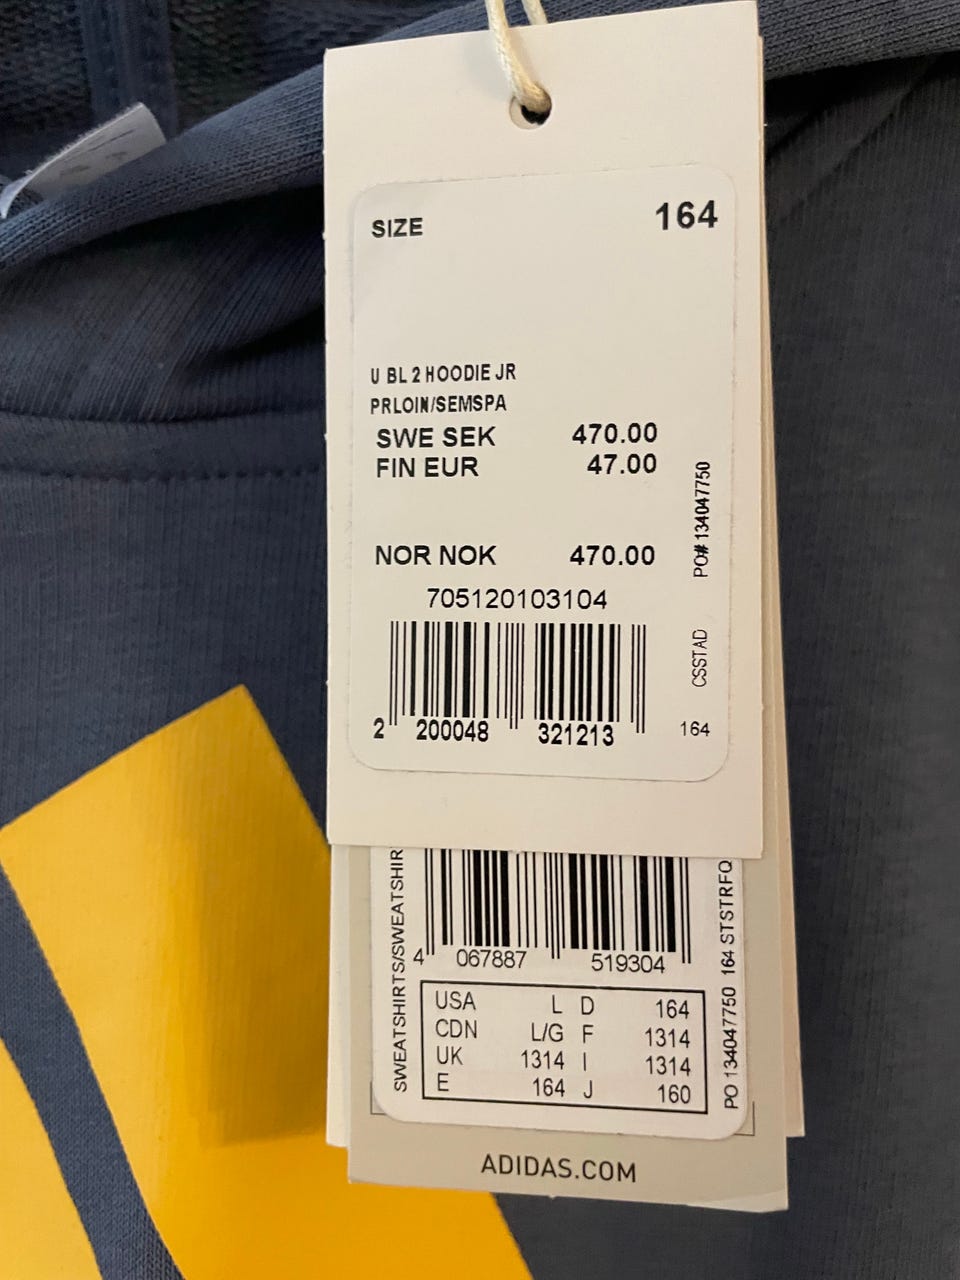 SIZE 164
U BL 2 HOODIE JR
PRLOIN/SEMSPA
SWE SEK 470.00
FIN EUR 47.00
NOR NOK 470.00
705120103104
2 200048 321213
PO# 134047750
CSSTAD
164
SWEATSHIRTS/SWEATSHIR
4 067887 519304
USA L D 164
CDN L/G F 1314
UK 1314 I 1314
E 164 J 160
PO 134047750 164 STSTRFQ
ADIDAS.COM